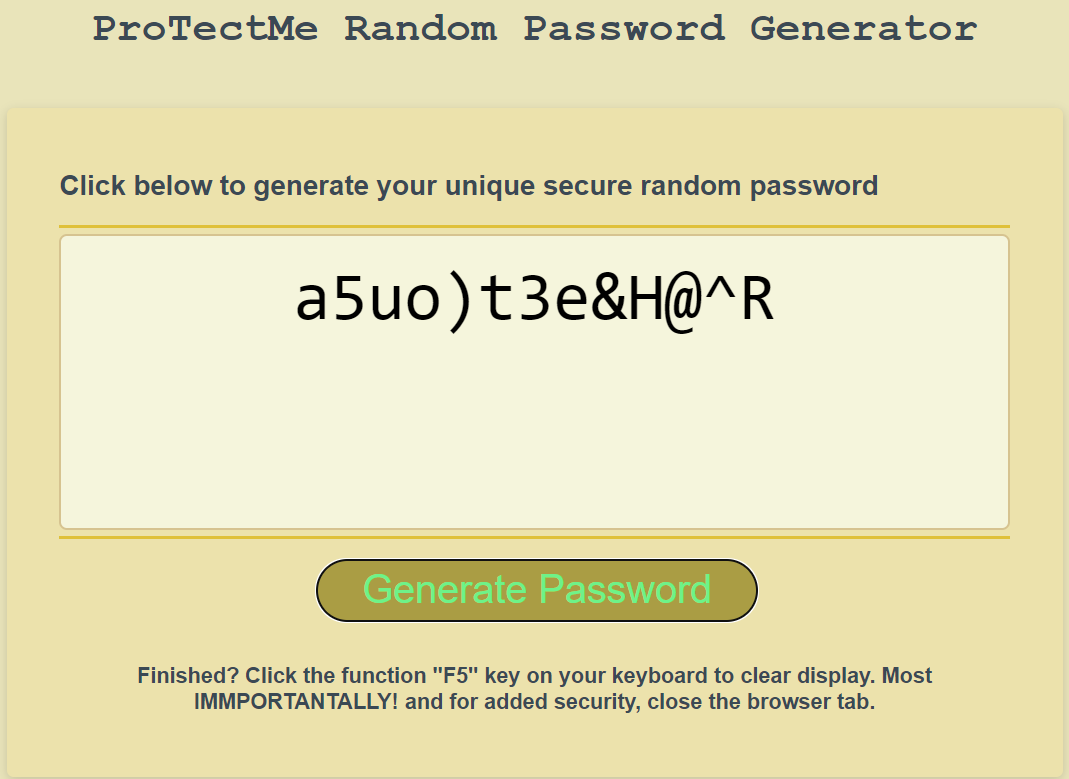 ProTectMe Random Password Generator
Click below to generate your unique secure random password
a5uo)t3e&H@^R
Generate Password
Finished? Click the function "F5" key on your keyboard to clear display. Most
IMMPORTANTALLY! and for added security, close the browser tab.